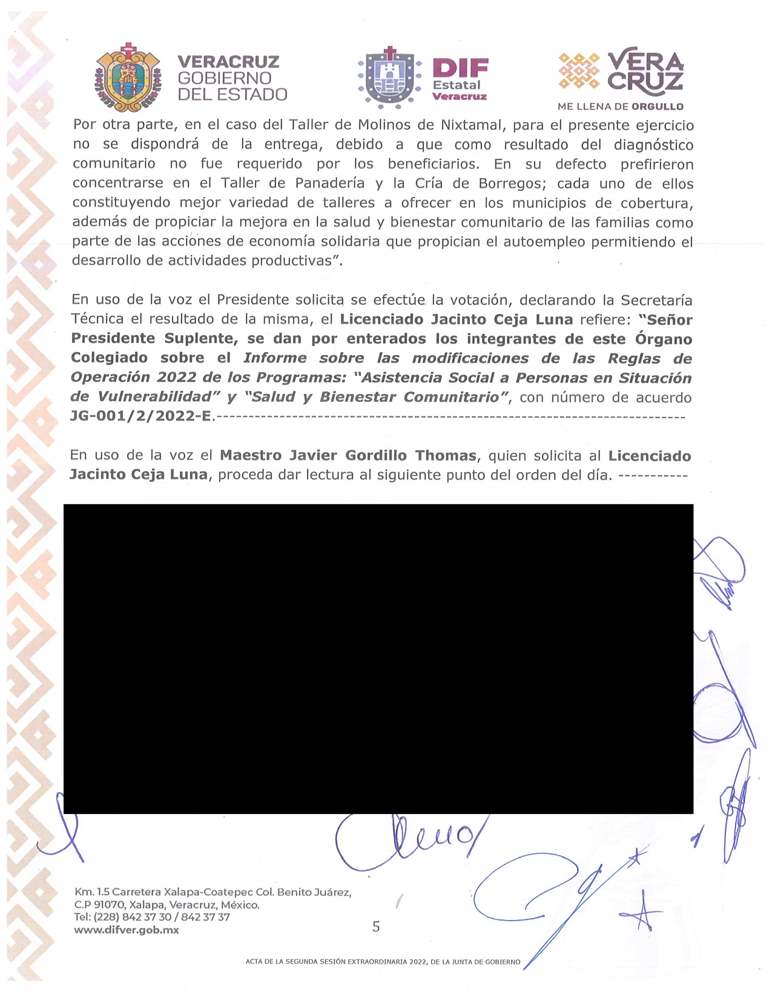 VERACRUZ
GOBIERNO
DEL ESTADO
DIF
Estatal
Veracruz
VERA
CRUZ
ME LLENA DE ORGULLO
Por otra parte, en el caso del Taller de Molinos de Nixtamal, para el presente ejercicio
no se dispondrá de la entrega, debido a que como resultado del diagnóstico
comunitario no fue requerido por los beneficiarios. En su defecto prefirieron
concentrarse en el Taller de Panadería y la Cría de Borregos; cada uno de ellos
constituyendo mejor variedad de talleres a ofrecer en los municipios de cobertura,
además de propiciar la mejora en la salud y bienestar comunitario de las familias como
parte de las acciones de economía solidaria que propician el autoempleo permitiendo el
desarrollo de actividades productivas”.
En uso de la voz el Presidente solicita se efectúe la votación, declarando la Secretaría
Técnica el resultado de la misma, el Licenciado Jacinto Ceja Luna refiere: “Señor
Presidente Suplente, se dan por enterados los integrantes de este Órgano
Colegiado sobre el Informe sobre las modificaciones de las Reglas de
Operación 2022 de los Programas: “Asistencia Social a Personas en Situación
de Vulnerabilidad” y “Salud y Bienestar Comunitario”, con número de acuerdo
JG-001/2/2022-E.------------------------------------------------------------------------
En uso de la voz el Maestro Javier Gordillo Thomas, quien solicita al Licenciado
Jacinto Ceja Luna, proceda dar lectura al siguiente punto del orden del día. -----------
Km. 1.5 Carretera Xalapa-Coatepec Col. Benito Juárez,
C.P 91070, Xalapa, Veracruz, México.
Tel: (228) 842 37 30 / 842 37 37
www.difver.gob.mx
5
ACTA DE LA SEGUNDA SESIÓN EXTRAORDINARIA 2022, DE LA JUNTA DE GOBIERNO